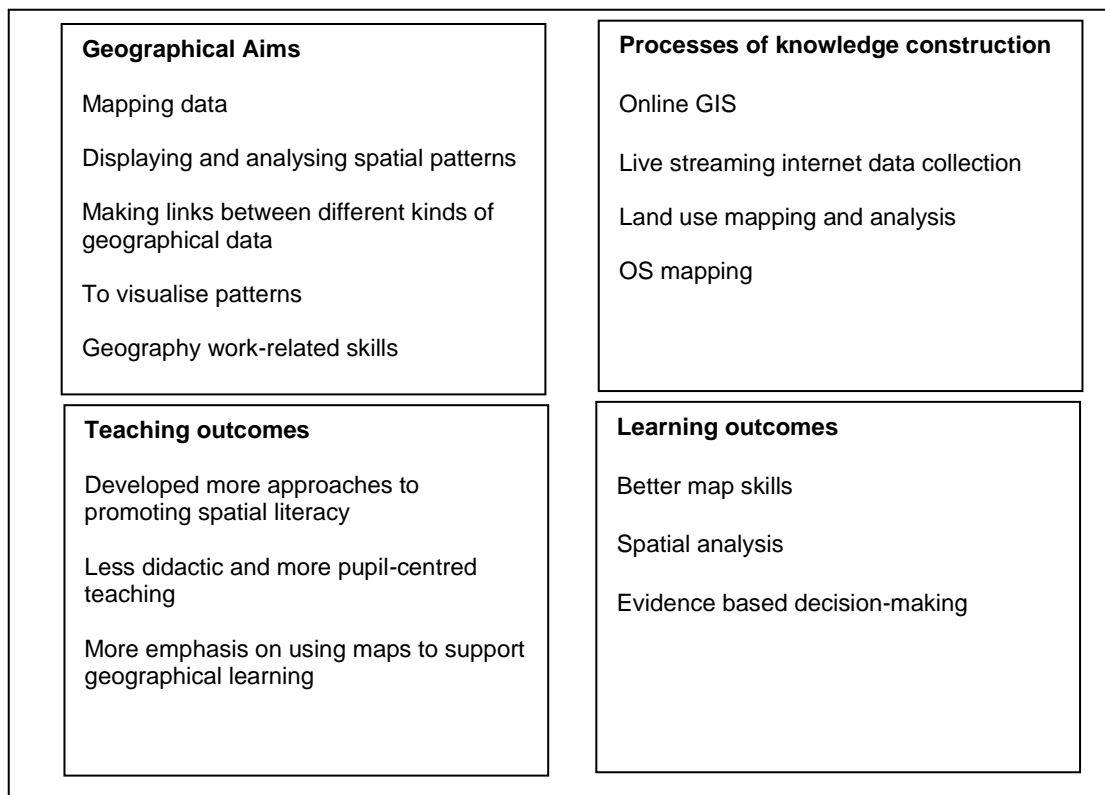 Geographical Aims
Mapping data
Displaying and analysing spatial patterns
Making links between different kinds of
geographical data
To visualise patterns
Geography work-related skills
Processes of knowledge construction
Online GIS
Live streaming internet data collection
Land use mapping and analysis
OS mapping
Teaching outcomes
Developed more approaches to
promoting spatial literacy
Less didactic and more pupil-centred
teaching
More emphasis on using maps to support
geographical learning
Learning outcomes
Better map skills
Spatial analysis
Evidence based decision-making